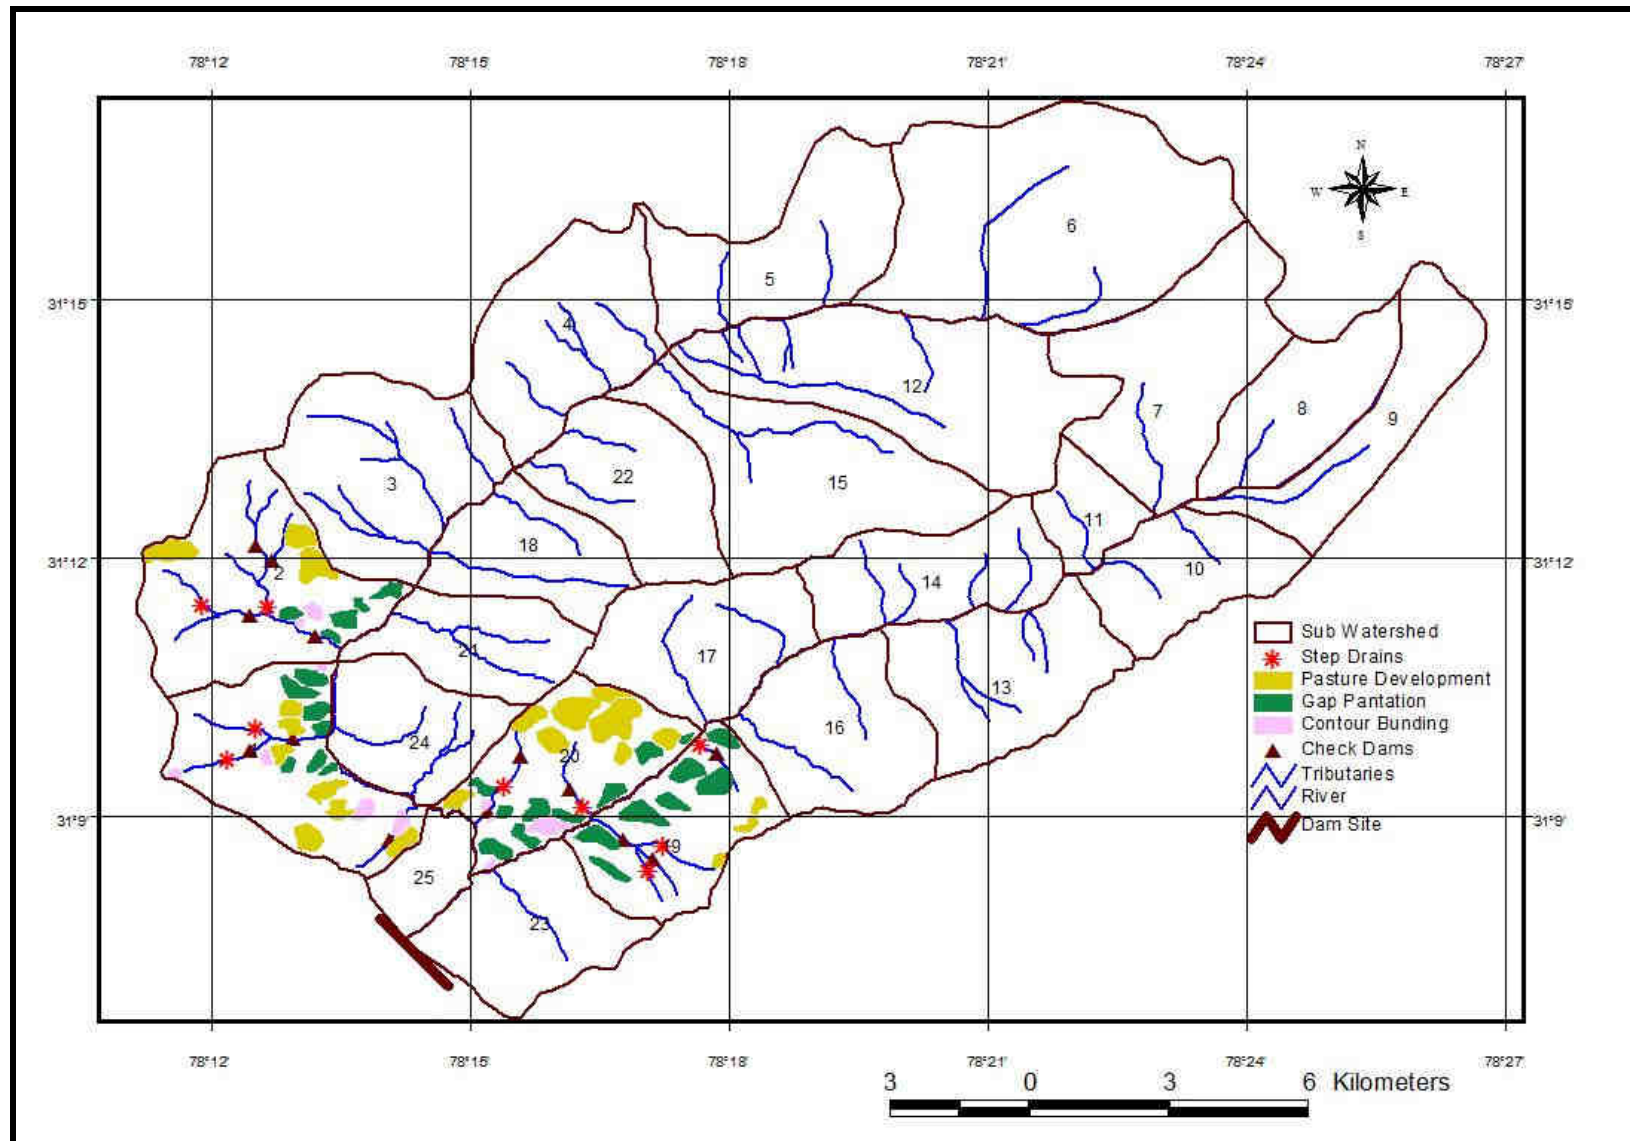 78°12' 78°15' 78°18' 78°21' 78°24' 78°27'
N
W E
S
6
5
31°15' 31°15'
4
12
7
8
9
22
3
15
11
18
31°12' 31°12'
2
14
10
Sub Watershed
17
Step Drains
Pasture Development
13
Gap Pantation
Contour Bunding
16
24
20
Check Dams
Tributaries
River
31°9' 31°9'
Dam Site
19
25
23
78°12' 78°15' 78°18' 78°21' 78°24' 78°27'
3 0 3 6 Kilometers